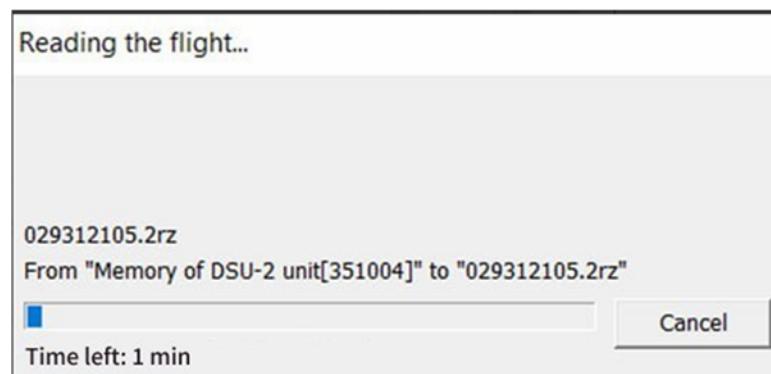 Reading the flight...
029312105.2rz
From "Memory of DSU-2 unit[351004]" to "029312105.2rz"
Cancel
Time left: 1 min